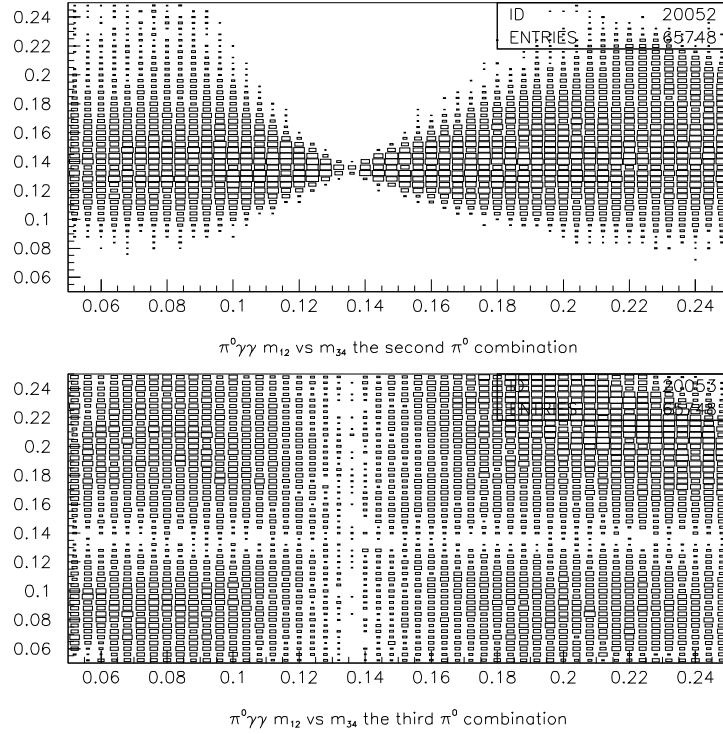 ID 20052
ENTRIES 65748
0.24
0.22
0.2
0.18
0.16
0.14
0.12
0.1
0.08
0.06
0.06 0.08 0.1 0.12 0.14 0.16 0.18 0.2 0.22 0.24
π⁰γγ m₁₂ vs m₃₄ the second π⁰ combination
ID 20053
ENTRIES 65748
0.24
0.22
0.2
0.18
0.16
0.14
0.12
0.1
0.08
0.06
0.06 0.08 0.1 0.12 0.14 0.16 0.18 0.2 0.22 0.24
π⁰γγ m₁₂ vs m₃₄ the third π⁰ combination